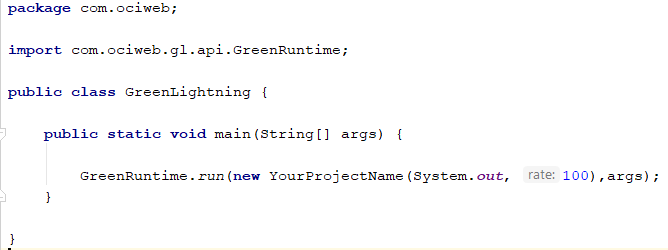 package com.ociweb;
import com.ociweb.gl.api.GreenRuntime;
public class GreenLightning {
public static void main(String[] args) {
GreenRuntime.run(new YourProjectName(System.out, rate: 100),args);
}
}